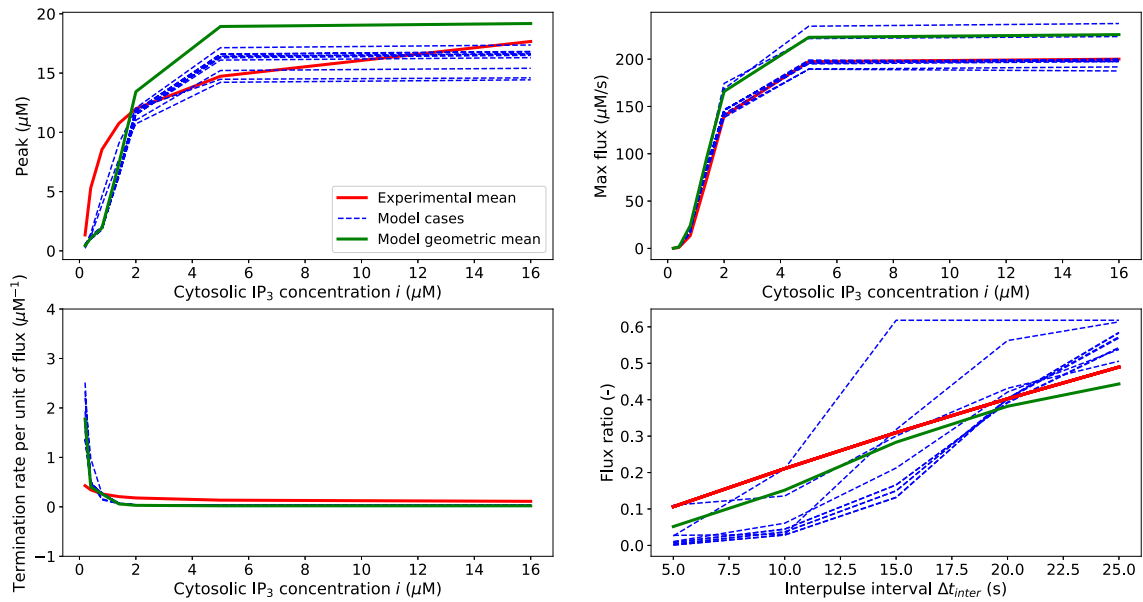 Peak (μM)
20
15
10
5
0
0 2 4 6 8 10 12 14 16
Cytosolic IP₃ concentration i (μM)
Experimental mean
Model cases
Model geometric mean
Max flux (μM/s)
200
150
100
50
0
0 2 4 6 8 10 12 14 16
Cytosolic IP₃ concentration i (μM)
Termination rate per unit of flux (μM⁻¹)
4
3
2
1
0
−1
0 2 4 6 8 10 12 14 16
Cytosolic IP₃ concentration i (μM)
Flux ratio (-)
0.6
0.5
0.4
0.3
0.2
0.1
0.0
5.0 7.5 10.0 12.5 15.0 17.5 20.0 22.5 25.0
Interpulse interval Δt_inter (s)